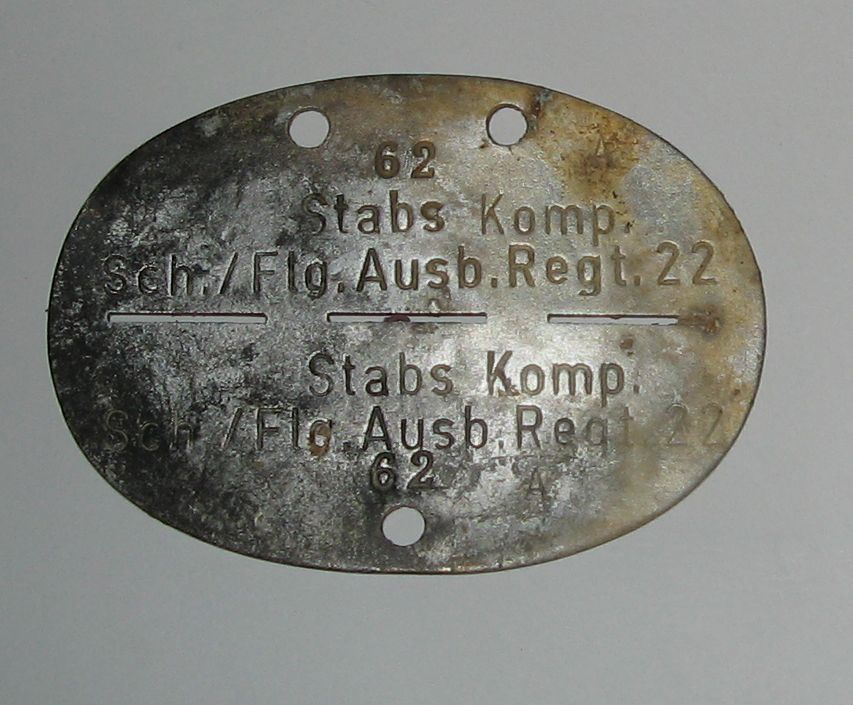 62 A
Stabs Komp.
Sch./Flg.Ausb.Regt.22
Stabs Komp.
Sch./Flg.Ausb.Regt.22
62 A